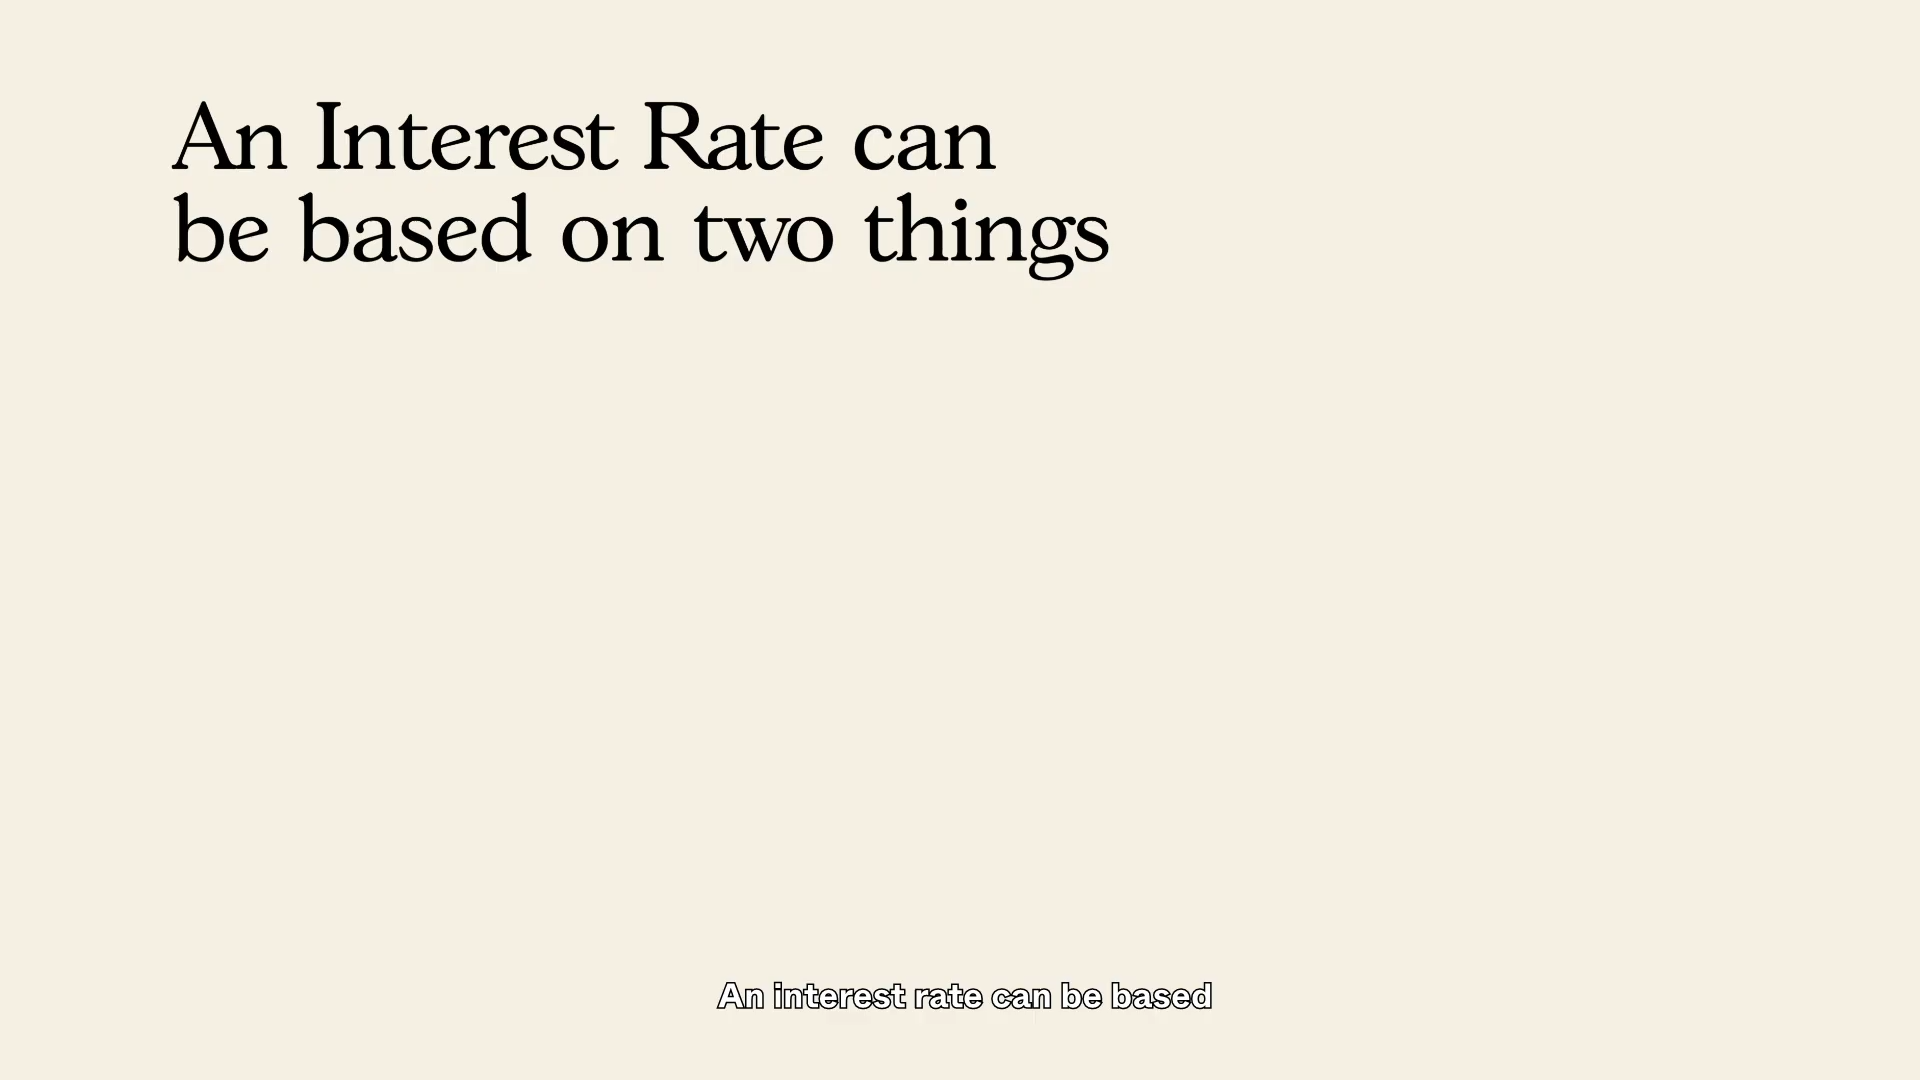 An Interest Rate can
be based on two things
An interest rate can be based